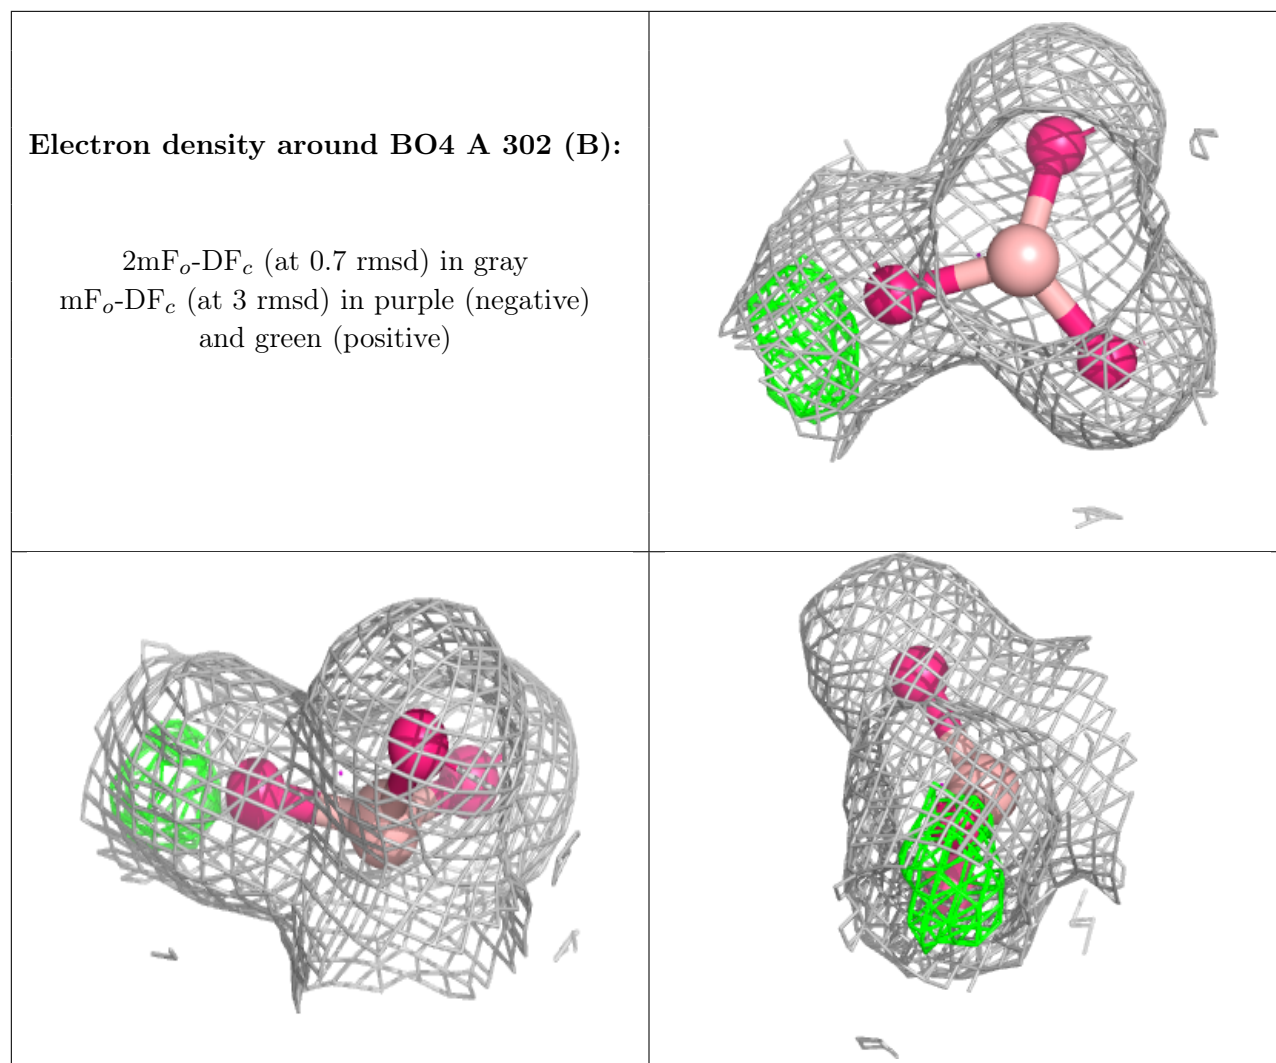 Electron density around BO4 A 302 (B):
2mFo-DFc (at 0.7 rmsd) in gray
mFo-DFc (at 3 rmsd) in purple (negative)
and green (positive)